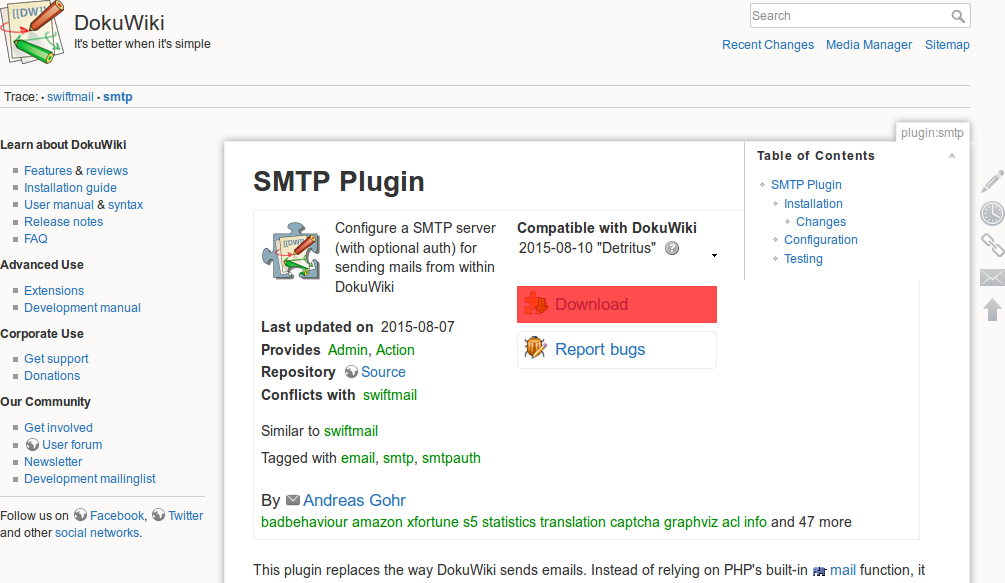 [[DW]]
DokuWiki
It's better when it's simple
Search
Recent Changes Media Manager Sitemap
Trace: • swiftmail • smtp
plugin:smtp
Learn about DokuWiki
Features & reviews
Installation guide
User manual & syntax
Release notes
FAQ
Advanced Use
Extensions
Development manual
Corporate Use
Get support
Donations
Our Community
Get involved
User forum
Newsletter
Development mailinglist
Follow us on Facebook, Twitter
and other social networks.
SMTP Plugin
Configure a SMTP server
(with optional auth) for
sending mails from within
DokuWiki
Last updated on 2015-08-07
Provides Admin, Action
Repository Source
Conflicts with swiftmail
Similar to swiftmail
Tagged with email, smtp, smtpauth
By Andreas Gohr
badbehaviour amazon xfortune s5 statistics translation captcha graphviz acl info and 47 more
Compatible with DokuWiki
2015-08-10 "Detritus" ?
Download
Report bugs
Table of Contents
SMTP Plugin
Installation
Changes
Configuration
Testing
This plugin replaces the way DokuWiki sends emails. Instead of relying on PHP's built-in mail function, it